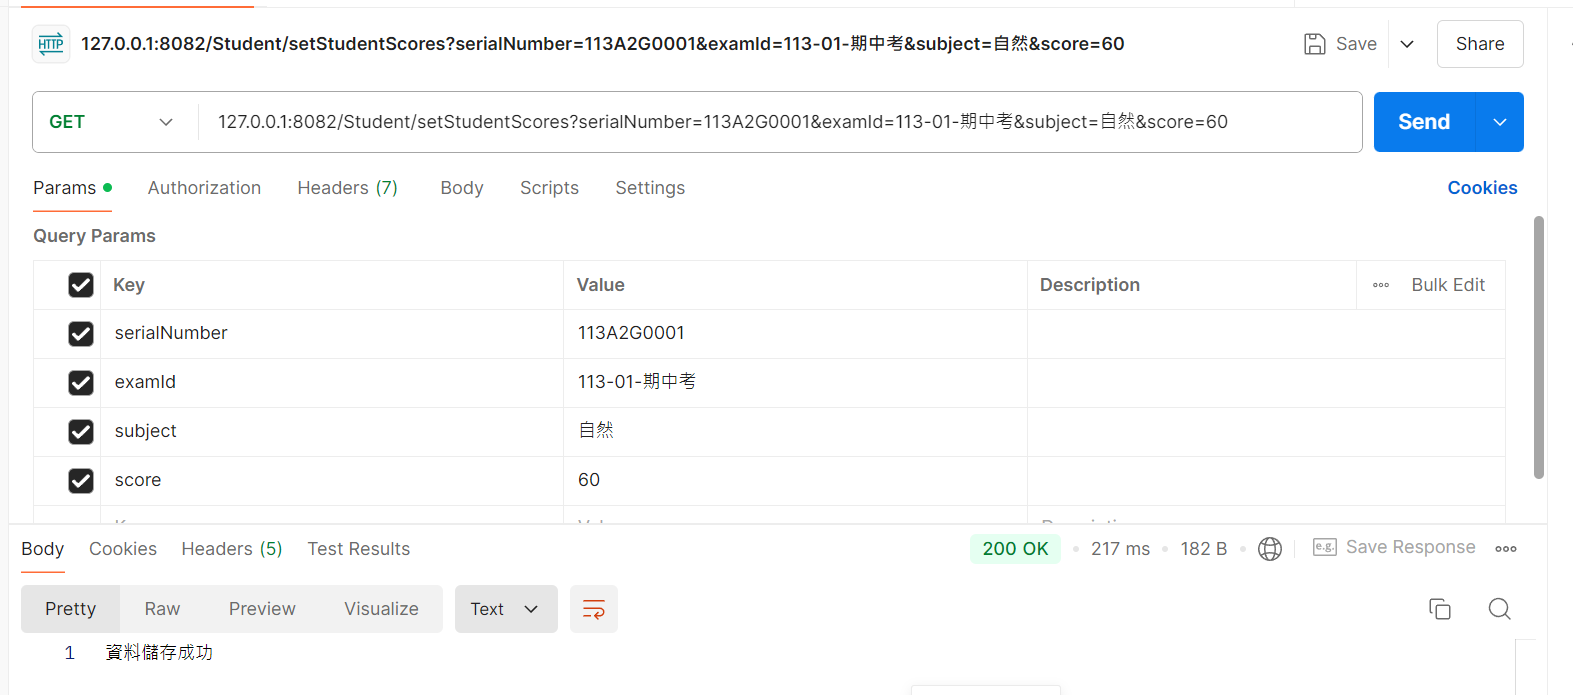 HTTP 127.0.0.1:8082/Student/setStudentScores?serialNumber=113A2G0001&examId=113-01-期中考&subject=自然&score=60 Save Share
GET 127.0.0.1:8082/Student/setStudentScores?serialNumber=113A2G0001&examId=113-01-期中考&subject=自然&score=60 Send
Params Authorization Headers (7) Body Scripts Settings Cookies
Query Params
Key Value Description Bulk Edit
serialNumber 113A2G0001
examId 113-01-期中考
subject 自然
score 60
Body Cookies Headers (5) Test Results 200 OK 217 ms 182 B e.g. Save Response
Pretty Raw Preview Visualize Text
1 資料儲存成功